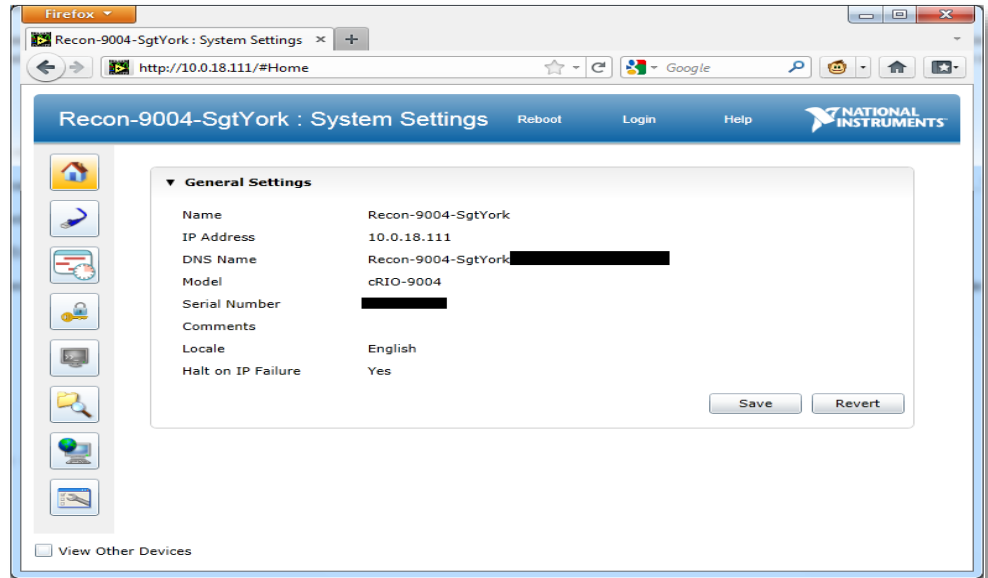 Firefox
Recon-9004-SgtYork : System Settings
http://10.0.18.111/#Home
Google
Recon-9004-SgtYork : System Settings Reboot Login Help NATIONAL INSTRUMENTS
General Settings
Name Recon-9004-SgtYork
IP Address 10.0.18.111
DNS Name Recon-9004-SgtYork
Model cRIO-9004
Serial Number
Comments
Locale English
Halt on IP Failure Yes
Save Revert
View Other Devices